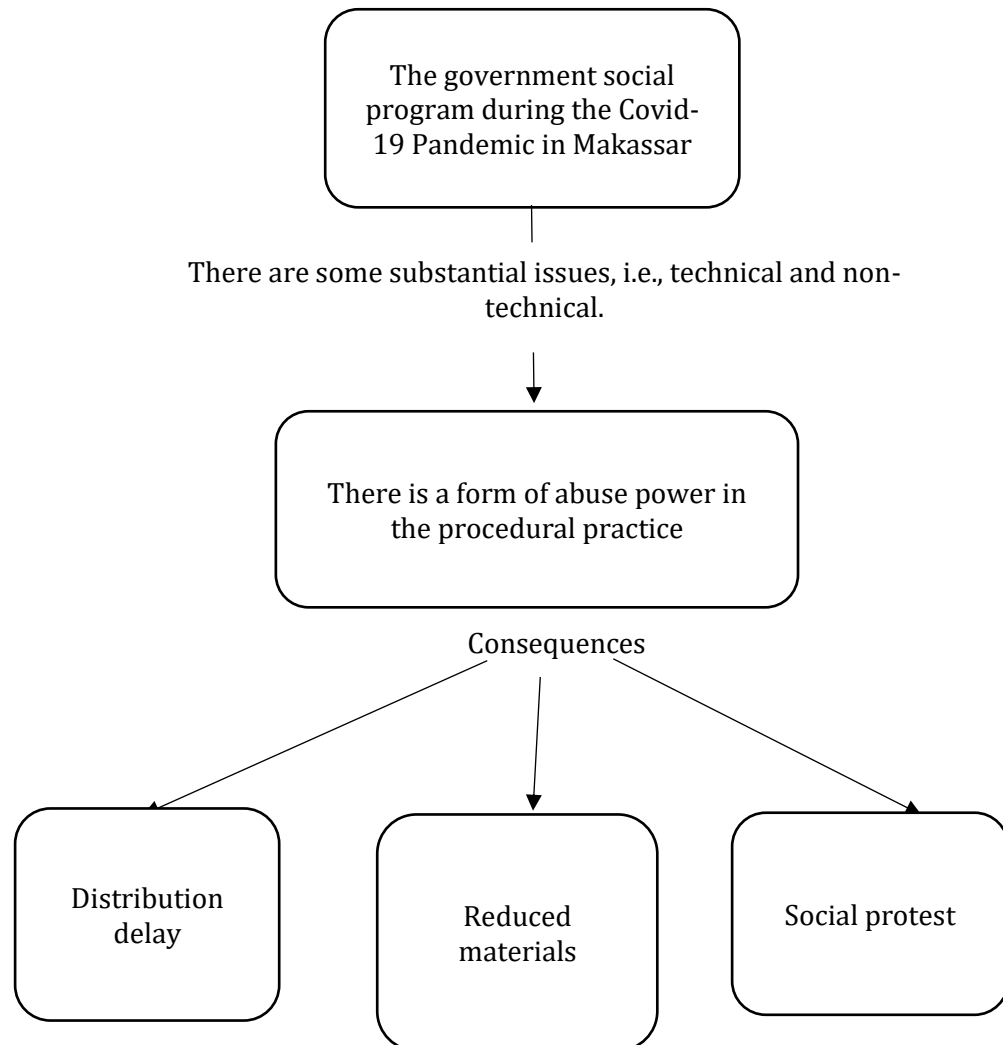 The government social
program during the Covid-
19 Pandemic in Makassar
There are some substantial issues, i.e., technical and non-
technical.
There is a form of abuse power in
the procedural practice
Consequences
Distribution
delay
Reduced
materials
Social protest